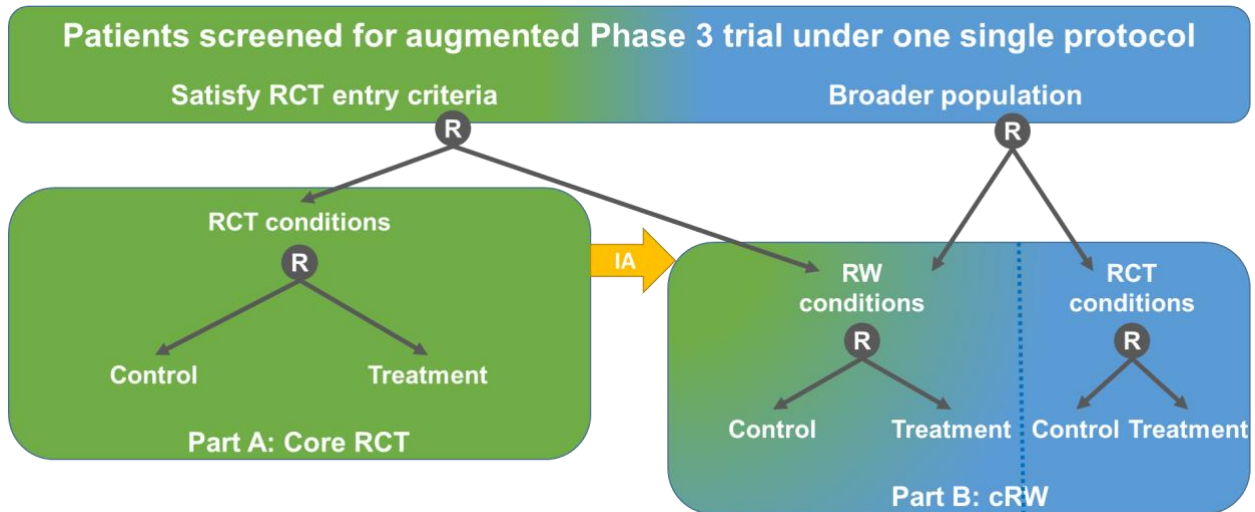 Patients screened for augmented Phase 3 trial under one single protocol
Satisfy RCT entry criteria
Broader population
R
R
RCT conditions
R
Control
Treatment
Part A: Core RCT
IA
RW
conditions
R
Control
Treatment
RCT
conditions
R
Control
Treatment
Part B: cRW